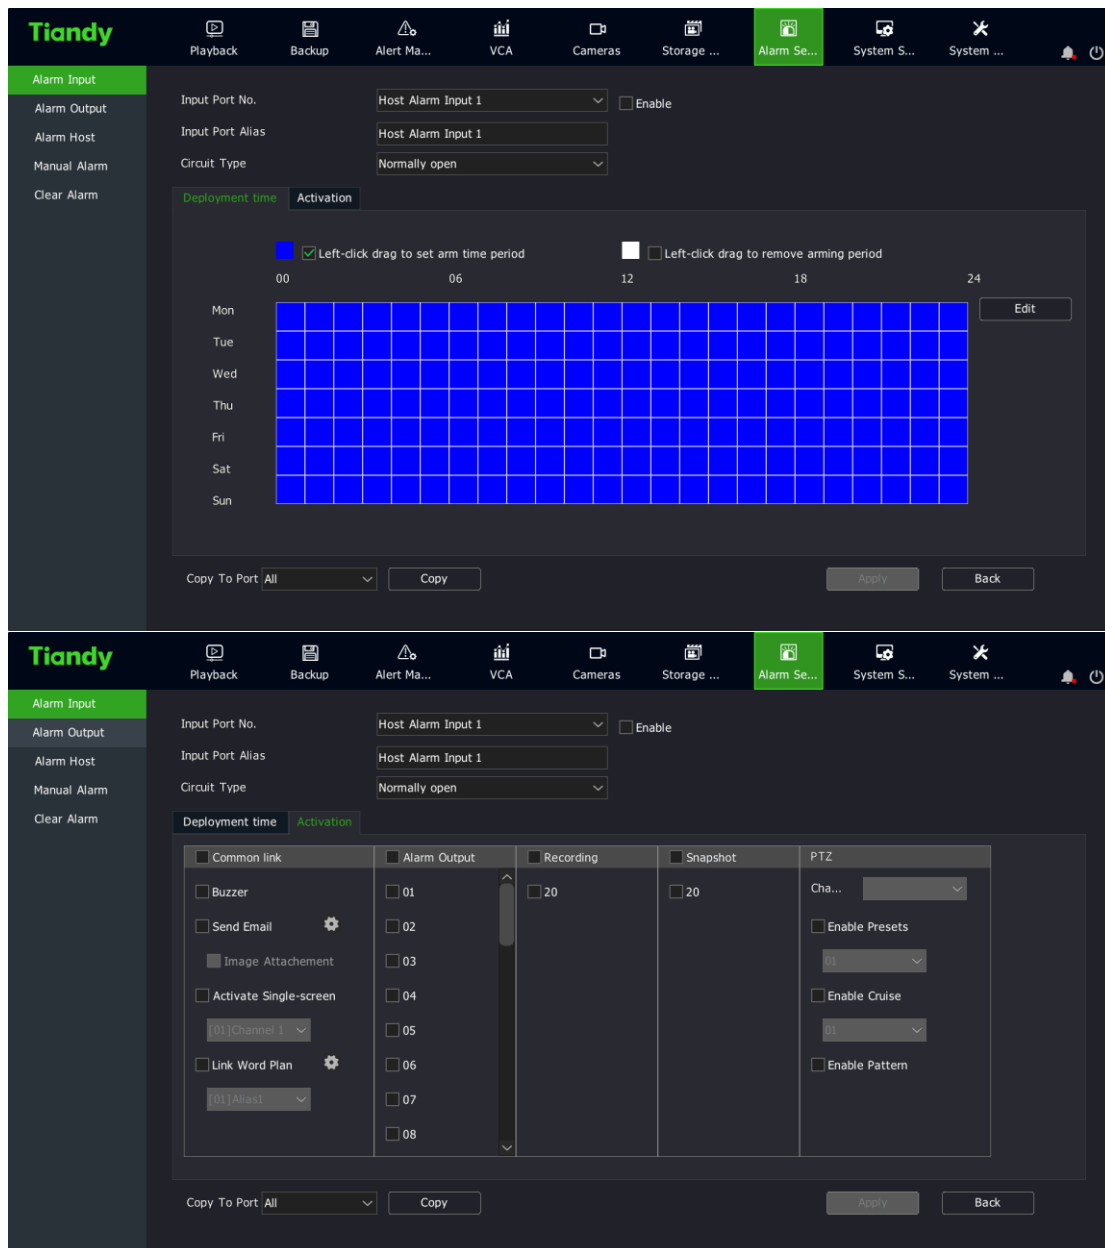 Tiandy
Playback Backup Alert Ma... VCA Cameras Storage ... Alarm Se... System S... System ...
Alarm Input
Alarm Output
Alarm Host
Manual Alarm
Clear Alarm
Input Port No. Host Alarm Input 1 Enable
Input Port Alias Host Alarm Input 1
Circuit Type Normally open
Deployment time Activation
Left-click drag to set arm time period Left-click drag to remove arming period
00 06 12 18 24
Mon Edit
Tue
Wed
Thu
Fri
Sat
Sun
Copy To Port All Copy Apply Back
Tiandy
Playback Backup Alert Ma... VCA Cameras Storage ... Alarm Se... System S... System ...
Alarm Input
Alarm Output
Alarm Host
Manual Alarm
Clear Alarm
Input Port No. Host Alarm Input 1 Enable
Input Port Alias Host Alarm Input 1
Circuit Type Normally open
Deployment time Activation
Common link Alarm Output Recording Snapshot PTZ
Buzzer 01 20 20 Cha...
Send Email 02 Enable Presets
Image Attachement 03 01
Activate Single-screen 04 Enable Cruise
[01]Channel 1 05 01
Link Word Plan 06 Enable Pattern
[01]Alias1 07
08
Copy To Port All Copy Apply Back